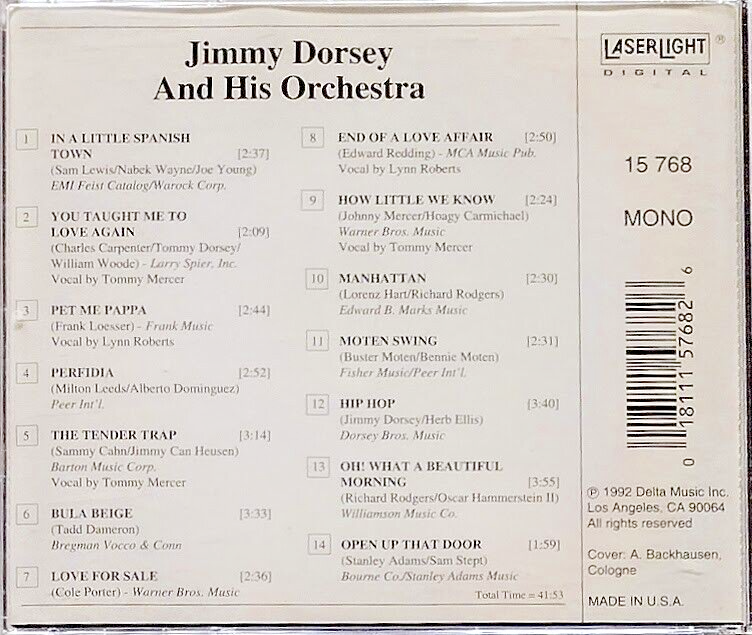 Jimmy Dorsey
And His Orchestra
1 IN A LITTLE SPANISH
TOWN [2:37]
(Sam Lewis/Nabek Wayne/Joe Young)
EMI Feist Catalog/Warock Corp.
2 YOU TAUGHT ME TO
LOVE AGAIN [2:09]
(Charles Carpenter/Tommy Dorsey/
William Woode) - Larry Spier, Inc.
Vocal by Tommy Mercer
3 PET ME PAPPA [2:44]
(Frank Loesser) - Frank Music
Vocal by Lynn Roberts
4 PERFIDIA [2:52]
(Milton Leeds/Alberto Dominguez)
Peer Int'l.
5 THE TENDER TRAP [3:14]
(Sammy Cahn/Jimmy Can Heusen)
Barton Music Corp.
Vocal by Tommy Mercer
6 BULA BEIGE [3:33]
(Tadd Dameron)
Bregman Vocco & Conn
7 LOVE FOR SALE [2:36]
(Cole Porter) - Warner Bros. Music
8 END OF A LOVE AFFAIR [2:50]
(Edward Redding) - MCA Music Pub.
Vocal by Lynn Roberts
9 HOW LITTLE WE KNOW [2:24]
(Johnny Mercer/Hoagy Carmichael)
Warner Bros. Music
Vocal by Tommy Mercer
10 MANHATTAN [2:30]
(Lorenz Hart/Richard Rodgers)
Edward B. Marks Music
11 MOTEN SWING [2:31]
(Buster Moten/Bennie Moten)
Fisher Music/Peer Int'l.
12 HIP HOP [3:40]
(Jimmy Dorsey/Herb Ellis)
Dorsey Bros. Music
13 OH! WHAT A BEAUTIFUL
MORNING [3:55]
(Richard Rodgers/Oscar Hammerstein II)
Williamson Music Co.
14 OPEN UP THAT DOOR [1:59]
(Stanley Adams/Sam Stept)
Bourne Co./Stanley Adams Music
Total Time = 41:53
LASERLIGHT ®
DIGITAL
15 768
MONO
0 18111 57682 6
℗ 1992 Delta Music Inc.
Los Angeles, CA 90064
All rights reserved
Cover: A. Backhausen,
Cologne
MADE IN U.S.A.